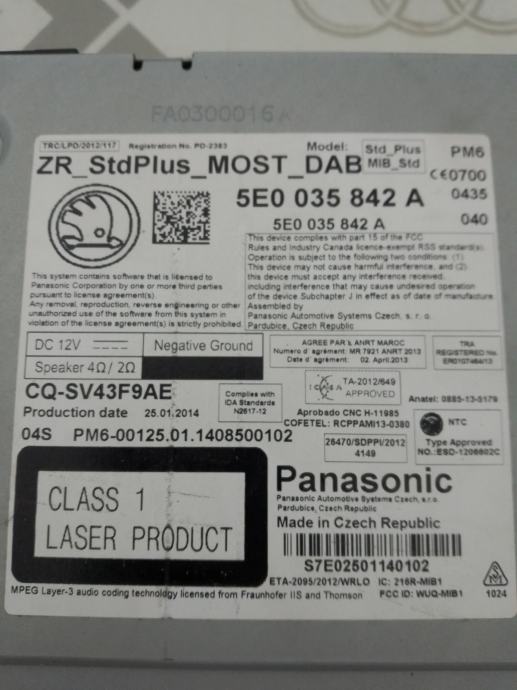 FA0300016A
TRC/LPD/2012/117 Registration No. PD-2383 Model: Std_Plus PM6
ZR_StdPlus_MOST_DAB MIB_Std
CE0700
5E0 035 842 A 0435
5E0 035 842 A 040
This device complies with part 15 of the FCC
Rules and Industry Canada licence-exempt RSS standard(s).
Operation is subject to the following two conditions: (1)
This device may not cause harmful interference, and (2)
this device must accept any interference received,
including interference that may cause undesired operation
of the device Subchapter J in effect as of date of manufacture
Assembled by
Panasonic Automotive Systems Czech, s. r. o.
Pardubice, Czech Republic
This system contains software that is licensed to
Panasonic Corporation by one or more third parties
pursuant to license agreement(s).
Any removal, reproduction, reverse engineering or other
unauthorized use of the software from this system in
violation of the license agreement(s) is strictly prohibited.
DC 12V Negative Ground
Speaker 4Ω / 2Ω
AGREE PAR L'ANRT MAROC
Numero d'agrément: MR 7921 ANRT 2013
Date d'agrément: 02. April.2013
TRA
REGISTERED No.
CQ-SV43F9AE
Production date 25.01.2014
Complies with
IDA Standards
N2617-12
ICASA TA-2012/649
APPROVED
Anatel: 0885-13-5179
Aprobado CNC H-11985
COFETEL: RCPPAMI13-0380
NTC
Type Approved
NO.:ESD-1206602C
04S PM6-00125.01.1408500102
26470/SDPPI/2012
4149
CLASS 1
LASER PRODUCT
Panasonic
Panasonic Automotive Systems Czech, s.r.o.
Pardubice, Czech Republic
Made in Czech Republic
S7E02501140102
ETA-2095/2012/WRLO IC: 216R-MIB1
MPEG Layer-3 audio coding technology licensed from Fraunhofer IIS and Thomson FCC ID: WUQ-MIB1 1024